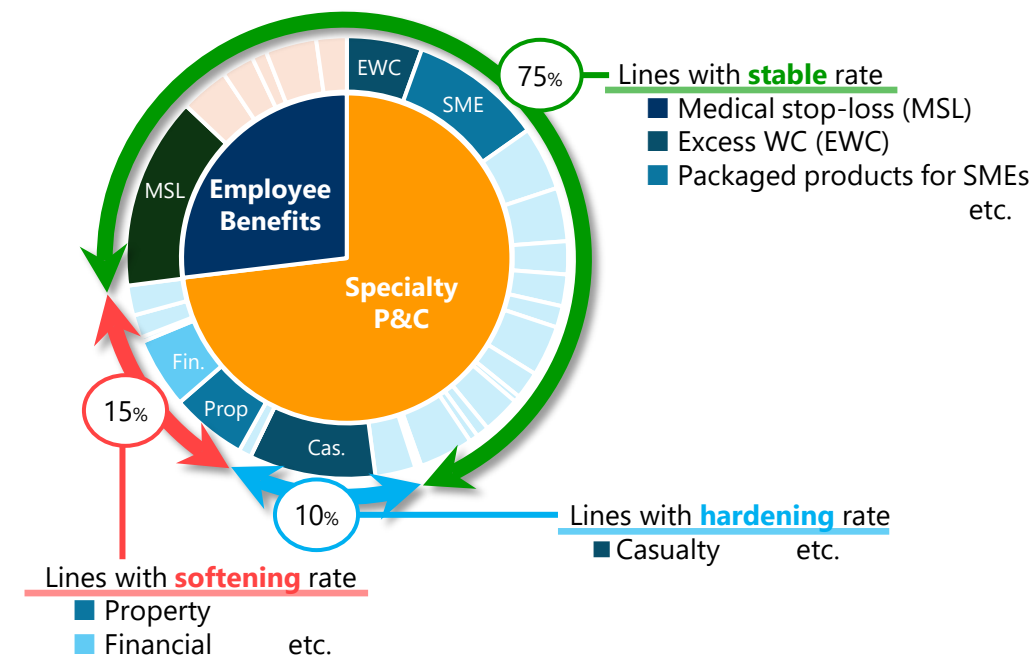 EWC
SME
MSL
Employee
Benefits
Specialty
P&C
Fin.
Prop
Cas.
75%
Lines with stable rate
Medical stop-loss (MSL)
Excess WC (EWC)
Packaged products for SMEs
etc.
15%
10%
Lines with hardening rate
Casualty etc.
Lines with softening rate
Property
Financial etc.